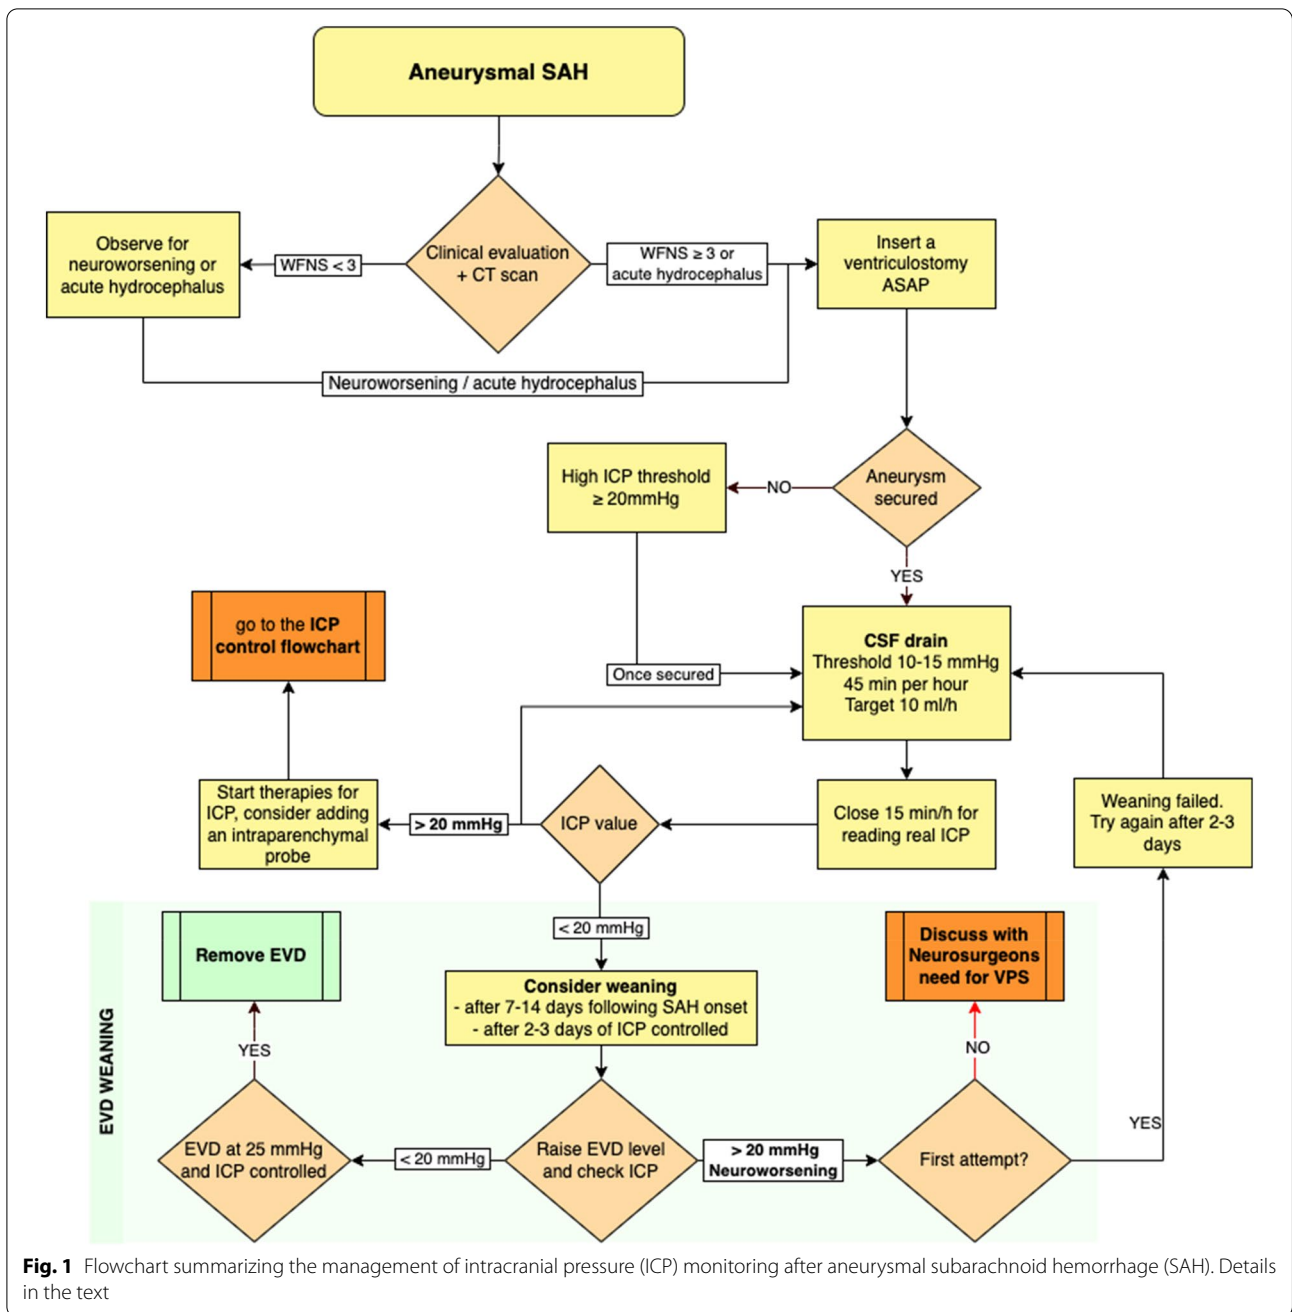 Aneurysmal SAH
Clinical evaluation
+ CT scan
WFNS < 3
Observe for
neuroworsening or
acute hydrocephalus
WFNS ≥ 3 or
acute hydrocephalus
Insert a
ventriculostomy
ASAP
Neuroworsening / acute hydrocephalus
Aneurysm
secured
NO
High ICP threshold
≥ 20mmHg
YES
Once secured
CSF drain
Threshold 10-15 mmHg
45 min per hour
Target 10 ml/h
go to the ICP
control flowchart
Start therapies for
ICP, consider adding
an intraparenchymal
probe
> 20 mmHg
ICP value
Close 15 min/h for
reading real ICP
Weaning failed.
Try again after 2-3
days
< 20 mmHg
EVD WEANING
Remove EVD
Consider weaning
- after 7-14 days following SAH onset
- after 2-3 days of ICP controlled
Discuss with
Neurosurgeons
need for VPS
YES
NO
YES
EVD at 25 mmHg
and ICP controlled
< 20 mmHg
Raise EVD level
and check ICP
> 20 mmHg
Neuroworsening
First attempt?
Fig. 1 Flowchart summarizing the management of intracranial pressure (ICP) monitoring after aneurysmal subarachnoid hemorrhage (SAH). Details
in the text